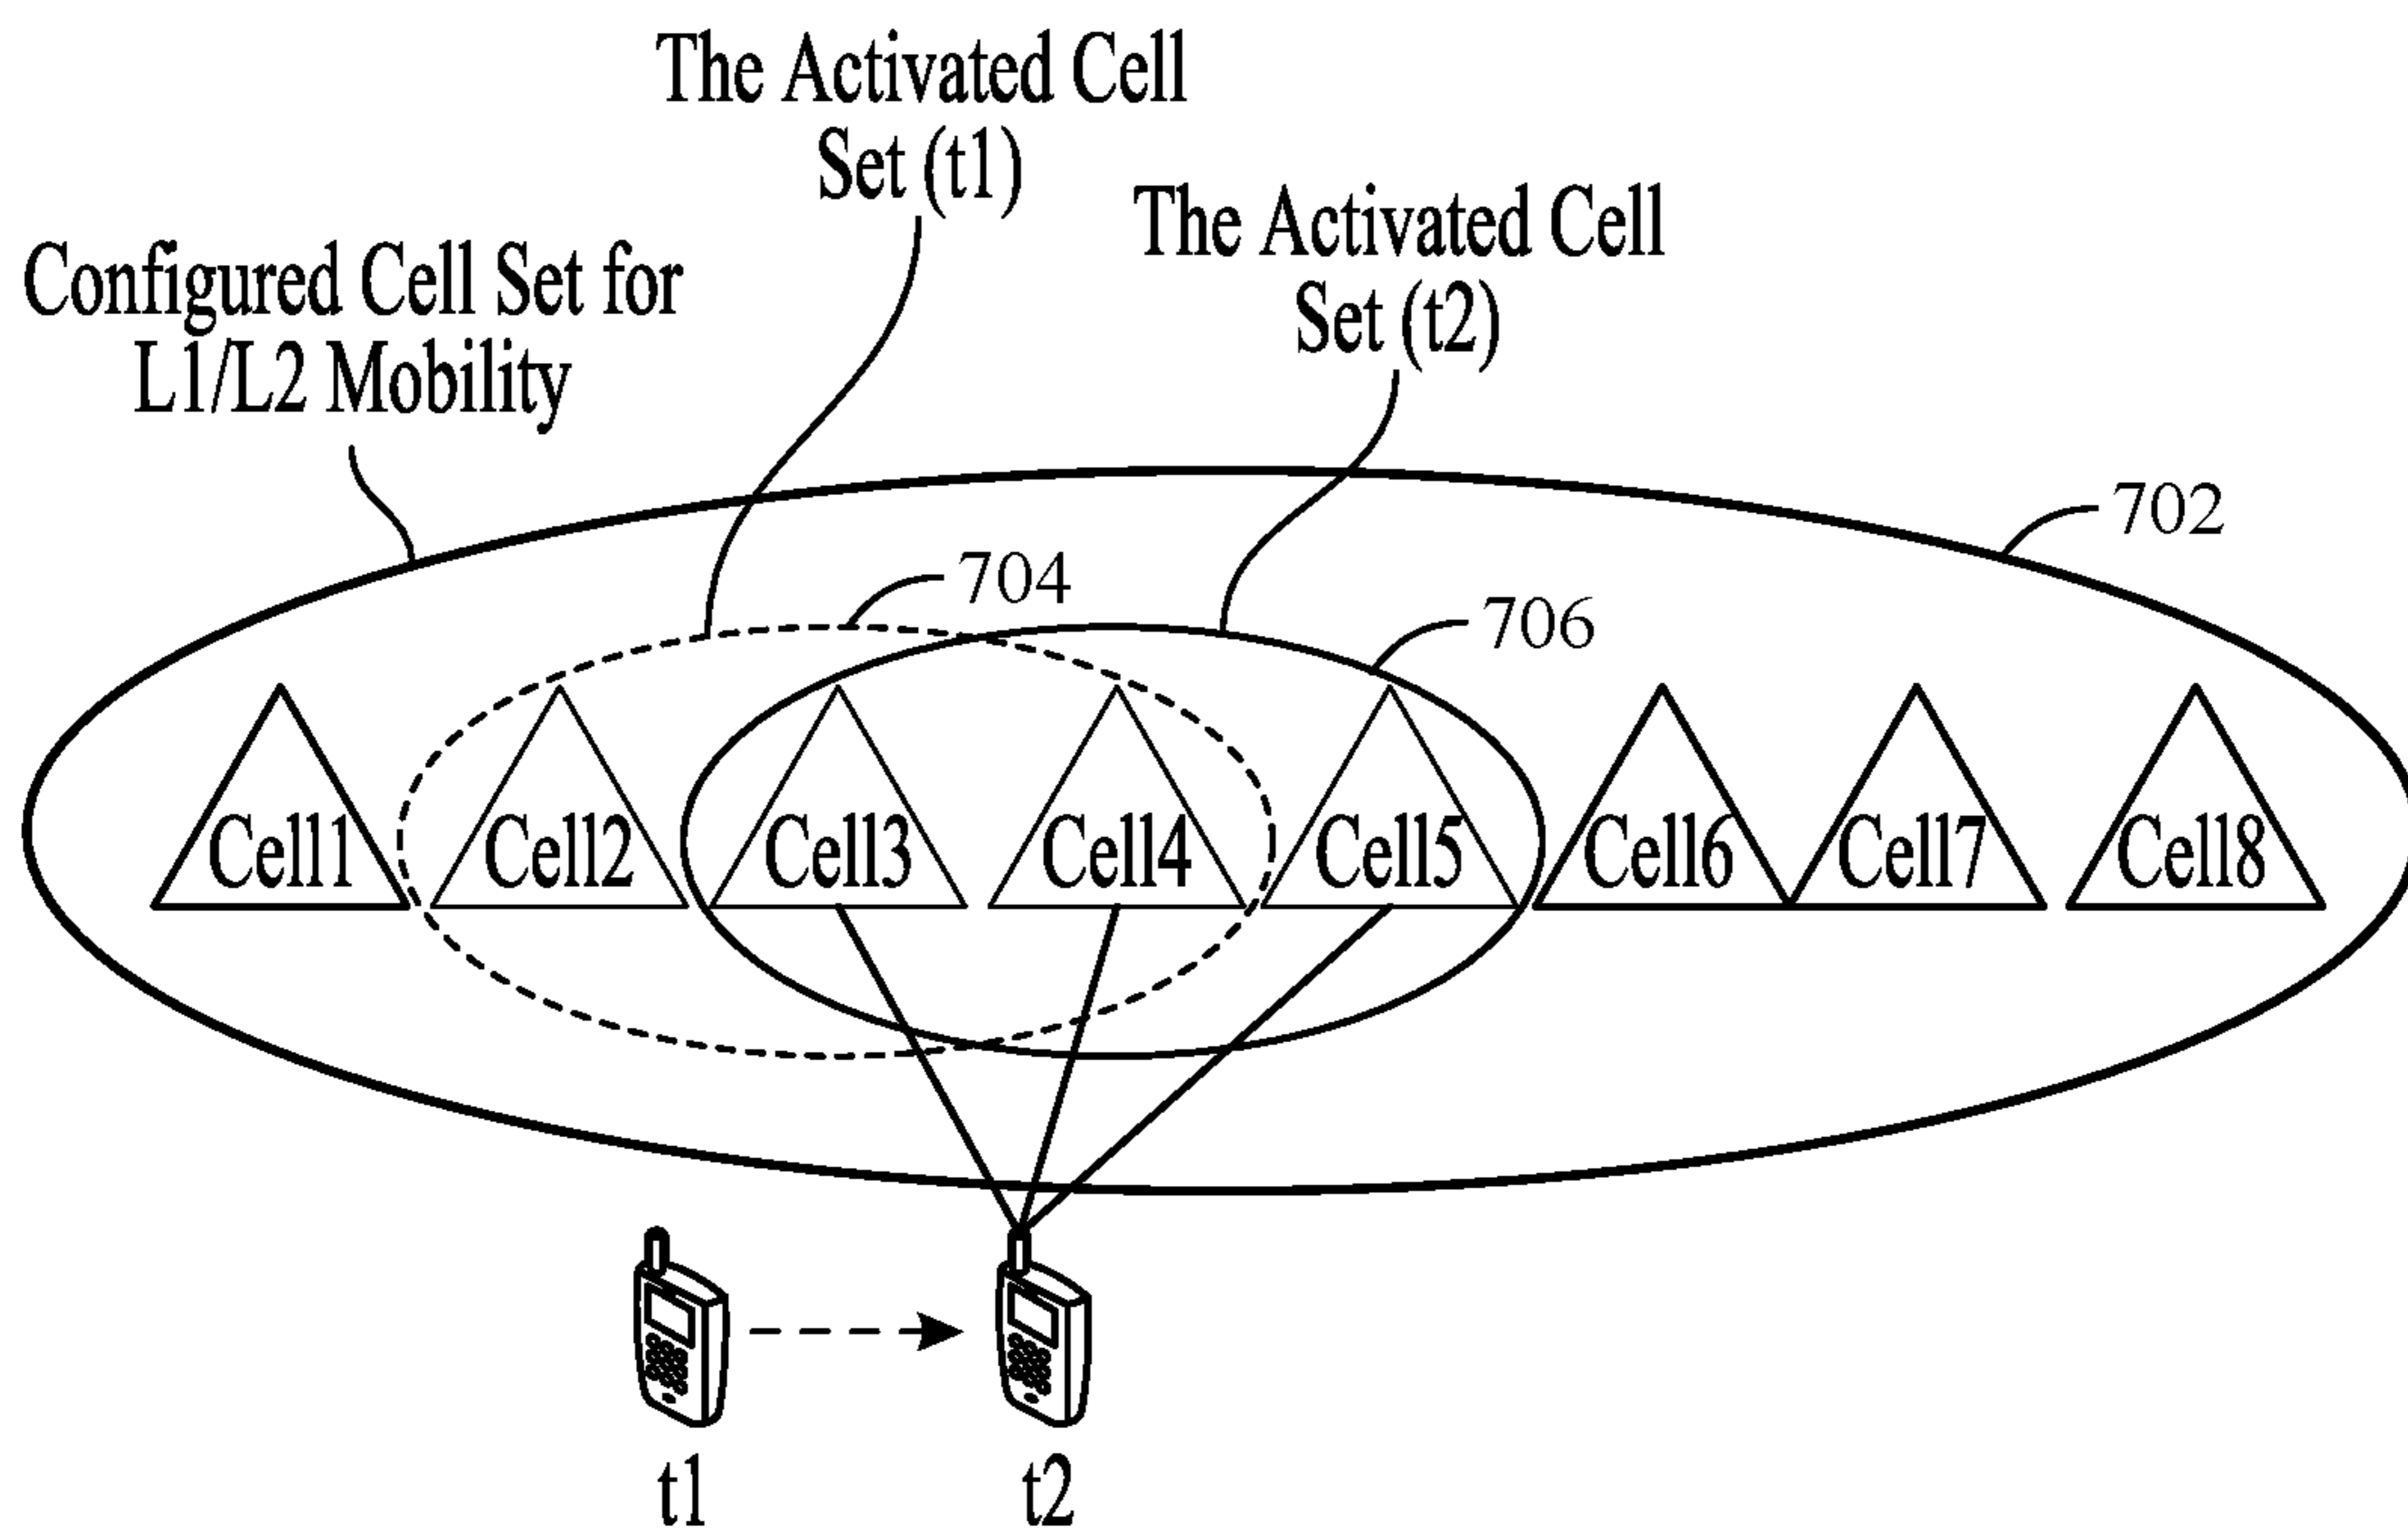 The Activated Cell
Set (t1)
The Activated Cell
Set (t2)
Configured Cell Set for
L1/L2 Mobility
702
704
706
Cell1
Cell2
Cell3
Cell4
Cell5
Cell6
Cell7
Cell8
t1
t2